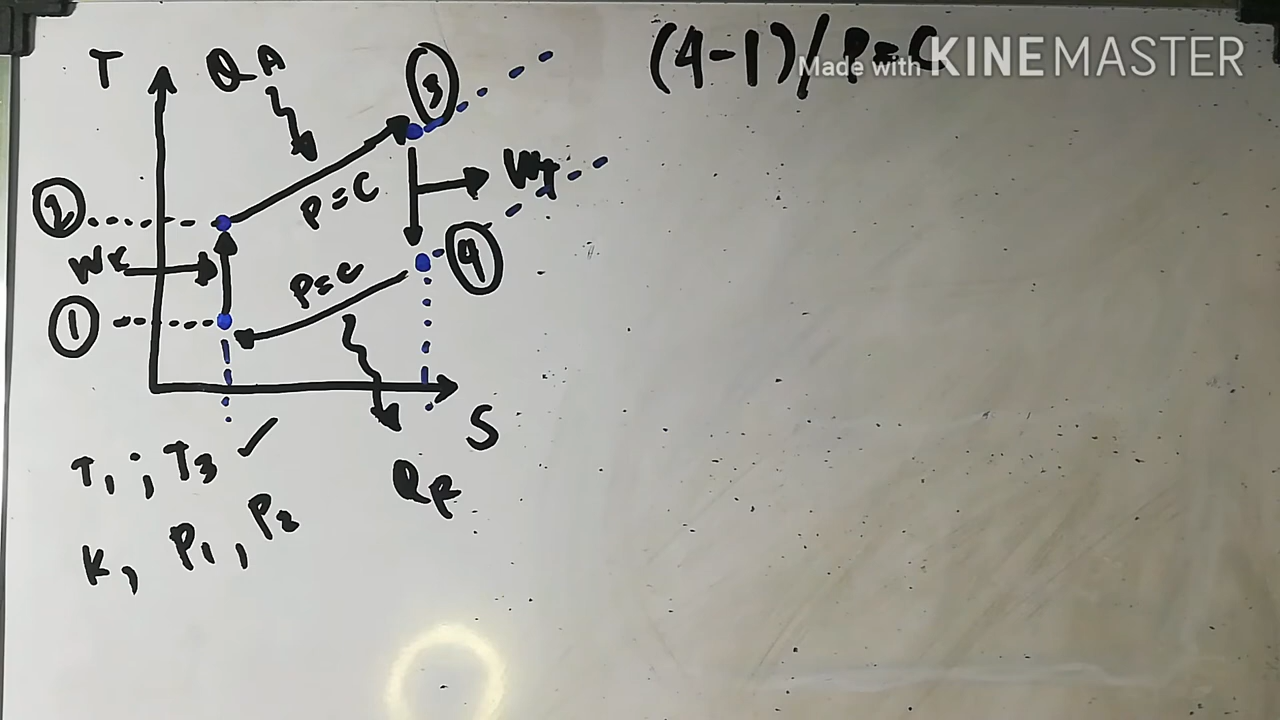 (4-1)/P=C
Made with KINEMASTER
T
QA
3
P=C
WT
2
WC
4
P=C
1
S
T1; T3 ✓
QR
K, P1, P2